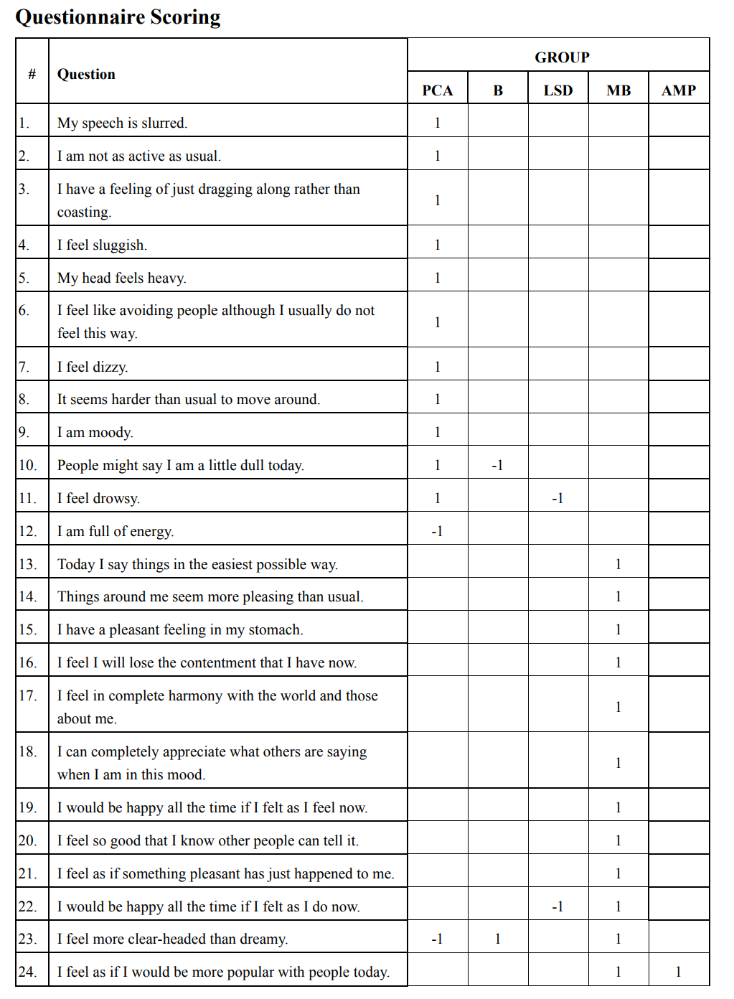 Questionnaire Scoring
# Question GROUP
PCA B LSD MB AMP
1. My speech is slurred. 1
2. I am not as active as usual. 1
3. I have a feeling of just dragging along rather than
coasting. 1
4. I feel sluggish. 1
5. My head feels heavy. 1
6. I feel like avoiding people although I usually do not
feel this way. 1
7. I feel dizzy. 1
8. It seems harder than usual to move around. 1
9. I am moody. 1
10. People might say I am a little dull today. 1 -1
11. I feel drowsy. 1 -1
12. I am full of energy. -1
13. Today I say things in the easiest possible way. 1
14. Things around me seem more pleasing than usual. 1
15. I have a pleasant feeling in my stomach. 1
16. I feel I will lose the contentment that I have now. 1
17. I feel in complete harmony with the world and those
about me. 1
18. I can completely appreciate what others are saying
when I am in this mood. 1
19. I would be happy all the time if I felt as I feel now. 1
20. I feel so good that I know other people can tell it. 1
21. I feel as if something pleasant has just happened to me. 1
22. I would be happy all the time if I felt as I do now. -1 1
23. I feel more clear-headed than dreamy. -1 1 1
24. I feel as if I would be more popular with people today. 1 1